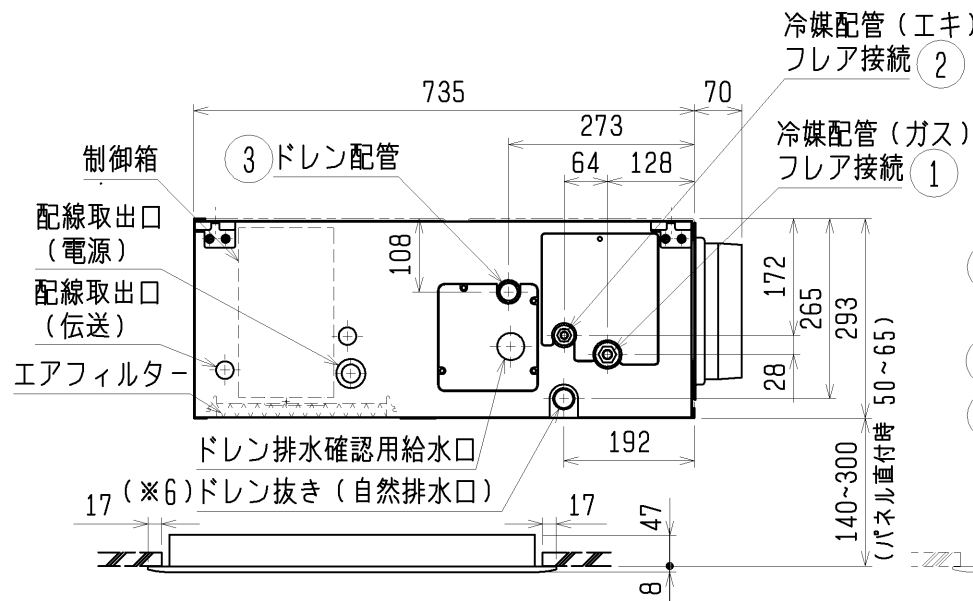 冷媒配管（エキ）
フレア接続 ②
735
70
273
冷媒配管（ガス）
フレア接続 ①
制御箱
③ ドレン配管
64
128
配線取出口
（電源）
108
172
265
293
配線取出口
（伝送）
エアフィルター
28
ドレン排水確認用給水口
192
(※6)ドレン抜き（自然排水口）
17
17
47
8
140~300
(パネル直付時 50~65)